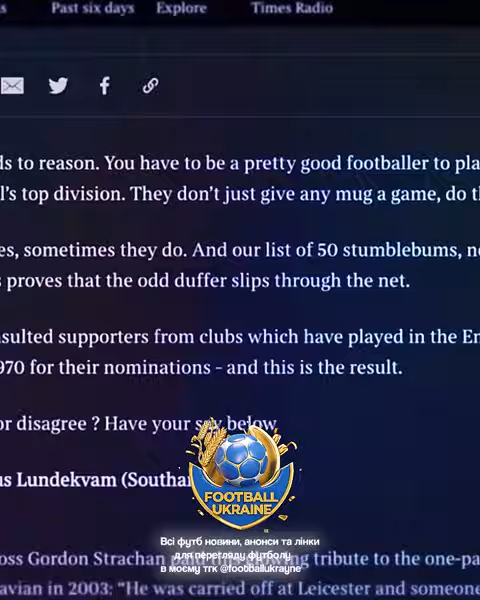 s
Past six days Explore Times Radio
ds to reason. You have to be a pretty good footballer to pla
l's top division. They don't just give any mug a game, do t
es, sometimes they do. And our list of 50 stumblebums, n
s proves that the odd duffer slips through the net.
nsulted supporters from clubs which have played in the En
970 for their nominations – and this is the result.
or disagree ? Have your say below
us Lundekvam (Southa
FOOTBALL
UKRAINE
Всі футб новини, анонси та лінки
для перегляду футболу
в моєму тгк @footballukrayne
oss Gordon Strachan paid this glowing tribute to the one-pa
avian in 2003: “He was carried off at Leicester and someone